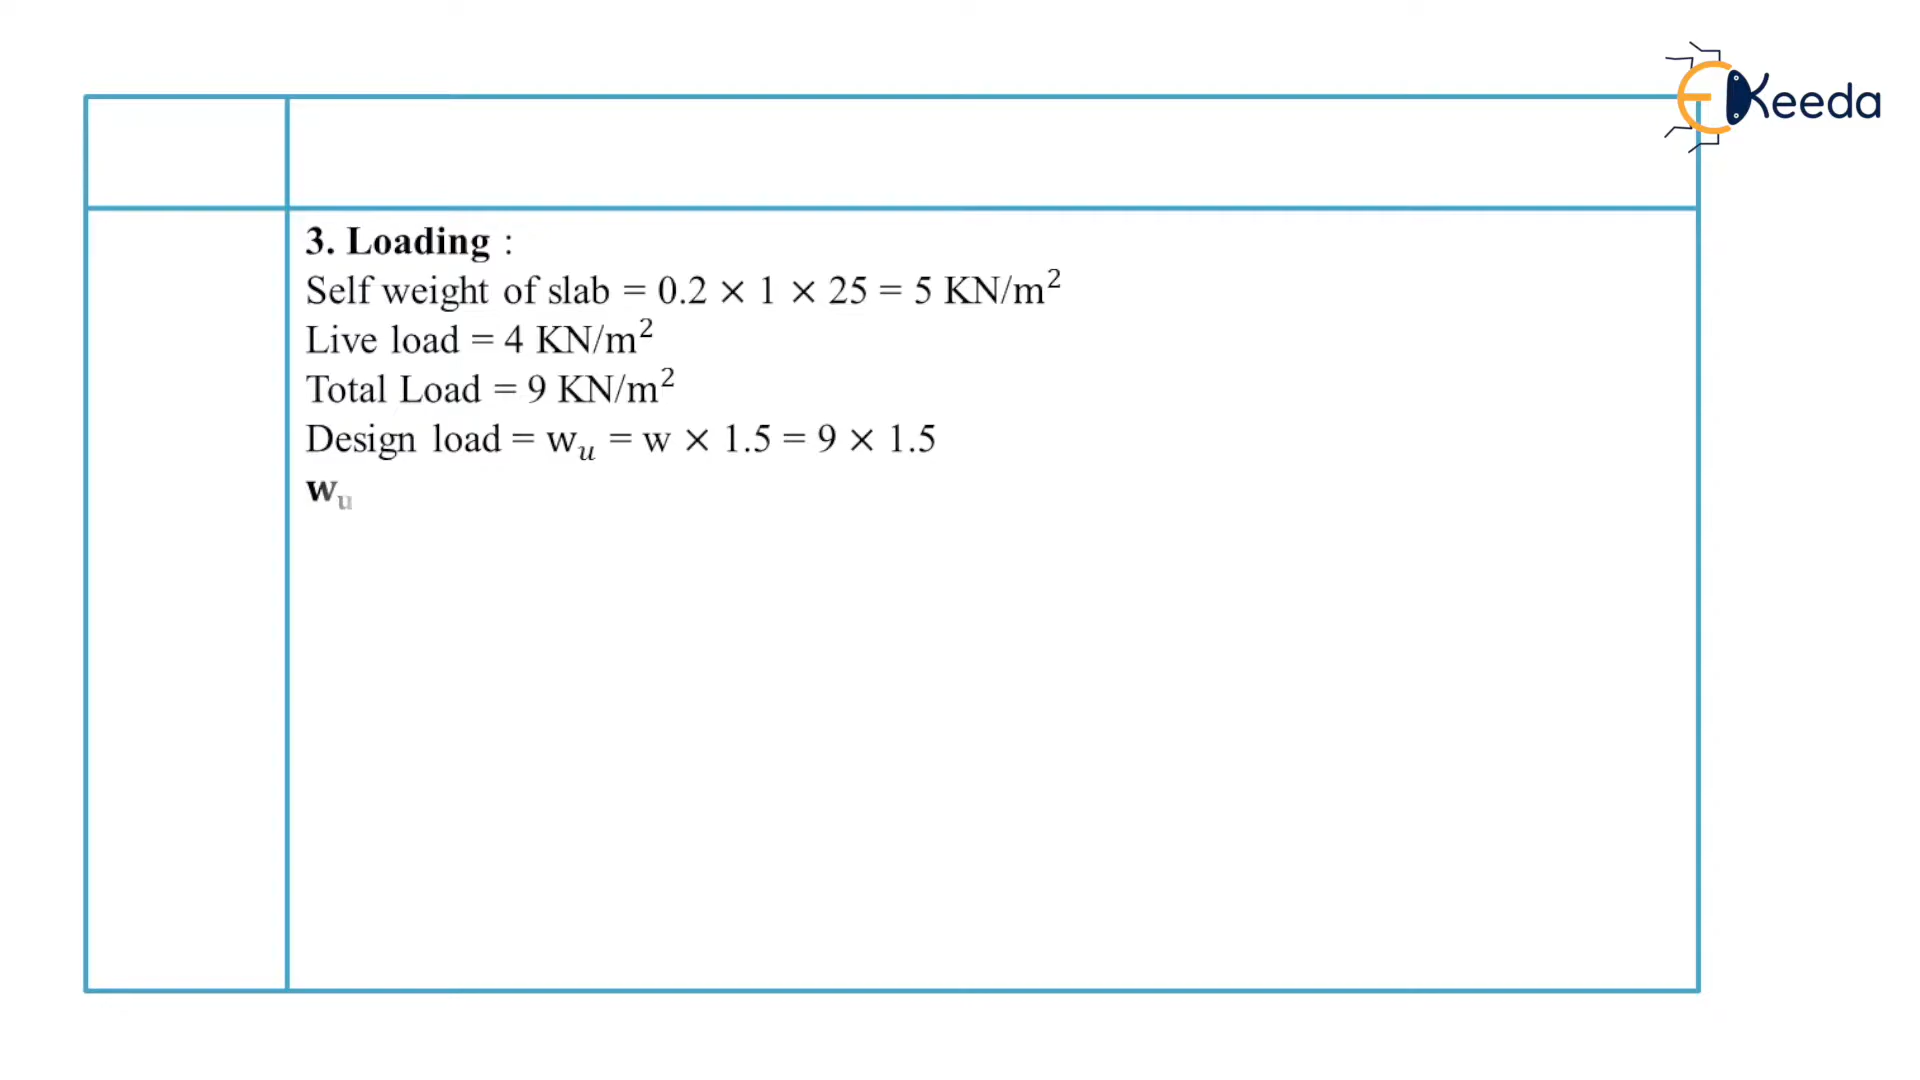 EKeeda
3. Loading :
Self weight of slab = 0.2 × 1 × 25 = 5 KN/m²
Live load = 4 KN/m²
Total Load = 9 KN/m²
Design load = wᵤ = w × 1.5 = 9 × 1.5
wᵤ